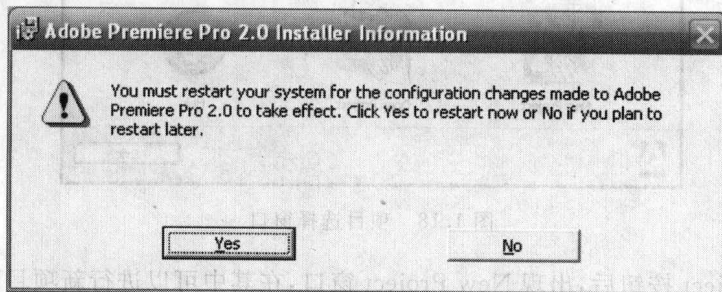 Adobe Premiere Pro 2.0 Installer Information
You must restart your system for the configuration changes made to Adobe
Premiere Pro 2.0 to take effect. Click Yes to restart now or No if you plan to
restart later.
Yes
No